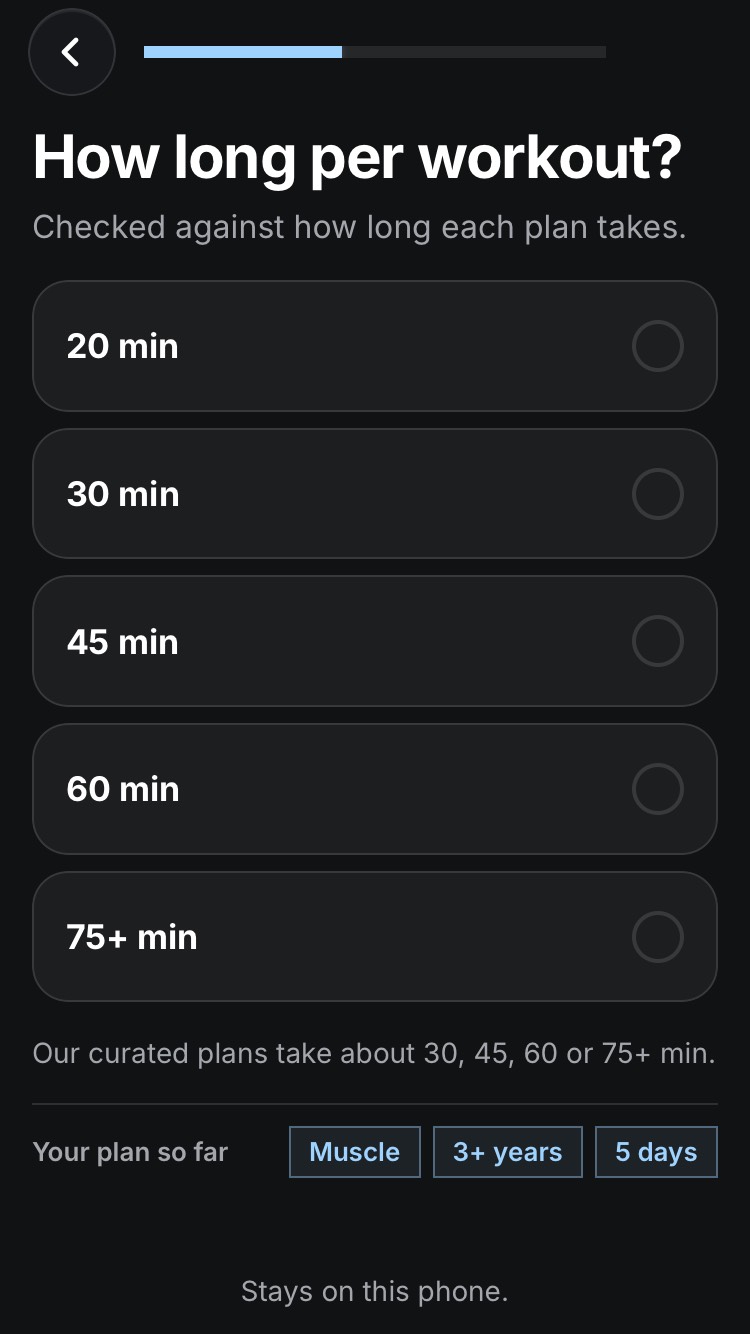 How long per workout?
Checked against how long each plan takes.
20 min
30 min
45 min
60 min
75+ min
Our curated plans take about 30, 45, 60 or 75+ min.
Your plan so far Muscle 3+ years 5 days
Stays on this phone.